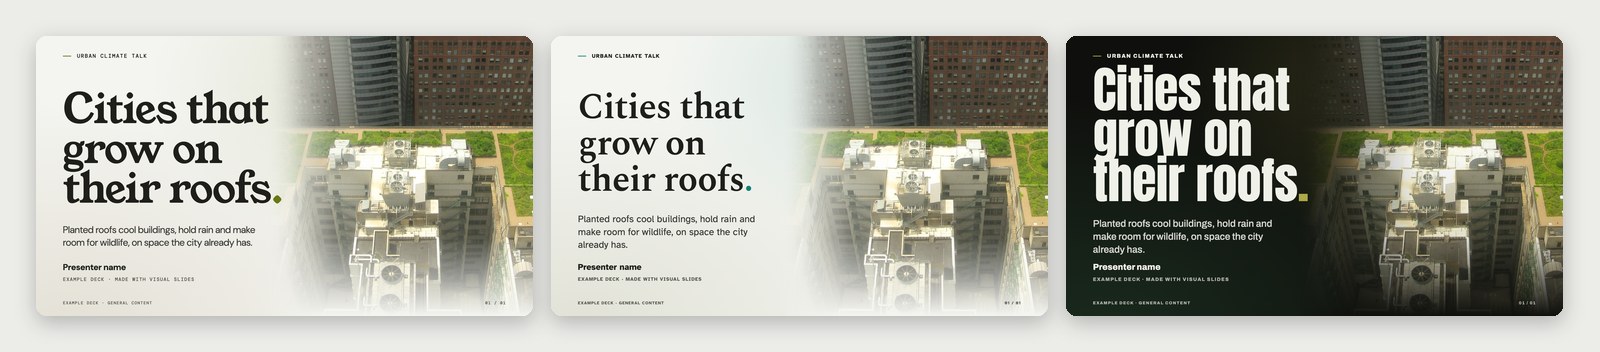 URBAN CLIMATE TALK
Cities that
grow on
their roofs.
Planted roofs cool buildings, hold rain and make
room for wildlife, on space the city already has.
Presenter name
EXAMPLE DECK · MADE WITH VISUAL SLIDES
EXAMPLE DECK · GENERAL CONTENT
01 / 01
URBAN CLIMATE TALK
Cities that
grow on
their roofs.
Planted roofs cool buildings, hold rain and
make room for wildlife, on space the city
already has.
Presenter name
EXAMPLE DECK · MADE WITH VISUAL SLIDES
EXAMPLE DECK · GENERAL CONTENT
01 / 01
URBAN CLIMATE TALK
Cities that
grow on
their roofs.
Planted roofs cool buildings, hold rain and
make room for wildlife, on space the city
already has.
Presenter name
EXAMPLE DECK · MADE WITH VISUAL SLIDES
EXAMPLE DECK · GENERAL CONTENT
01 / 01